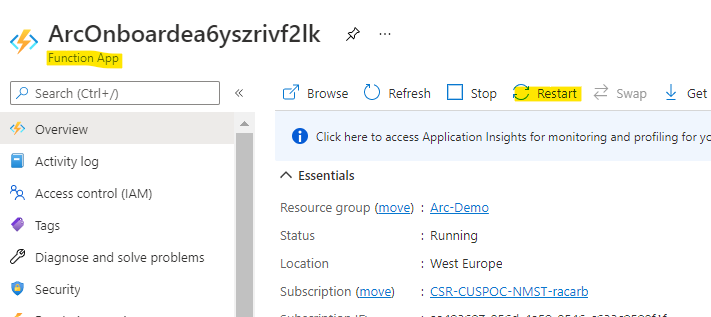 ArcOnboardea6yszrivf2lk
Function App
Search (Ctrl+/)
«
Browse Refresh Stop Restart Swap Get
Overview
Activity log
Access control (IAM)
Tags
Diagnose and solve problems
Security
Click here to access Application Insights for monitoring and profiling for
Essentials
Resource group (move) : Arc-Demo
Status : Running
Location : West Europe
Subscription (move) : CSR-CUSPOC-NMST-racarb